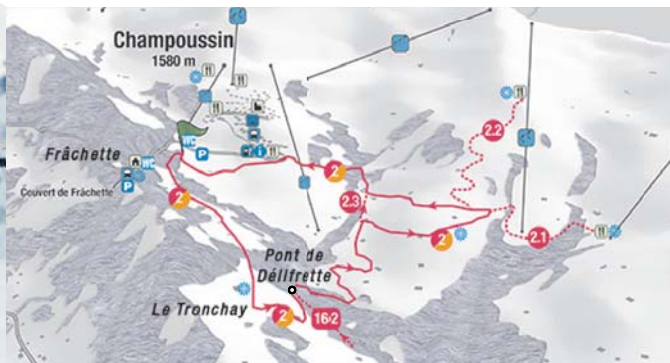 Champoussin
1580 m
Frâchette
WC
WC
P
i
Couvert de Frâchette
P
2
2
2.3
2
2.2
2.1
Pont de
Délifrette
Le Tronchay
2
16.2